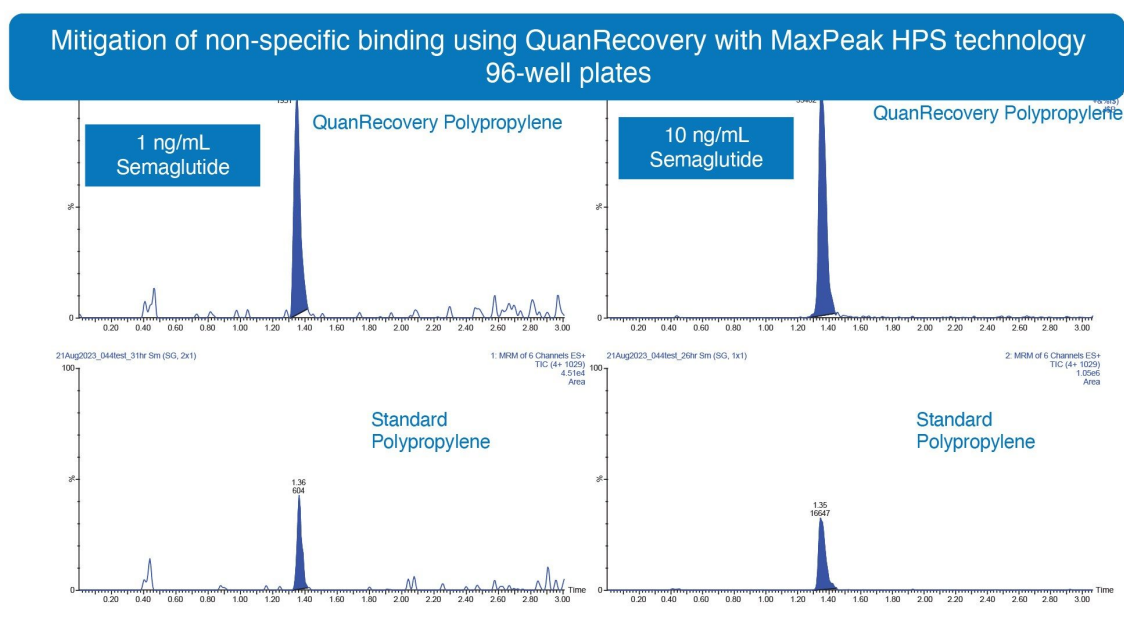 Mitigation of non-specific binding using QuanRecovery with MaxPeak HPS technology
96-well plates
1 ng/mL
Semaglutide
QuanRecovery Polypropylene
%
0
0.20 0.40 0.60 0.80 1.00 1.20 1.40 1.60 1.80 2.00 2.20 2.40 2.60 2.80 3.00
10 ng/mL
Semaglutide
QuanRecovery Polypropylene
%
0
0.20 0.40 0.60 0.80 1.00 1.20 1.40 1.60 1.80 2.00 2.20 2.40 2.60 2.80 3.00
21Aug2023_044test_31hr Sm (SG, 2x1)
1: MRM of 6 Channels ES+
TIC (4+ 1029)
4.51e4
Area
100
Standard
Polypropylene
%
1.36
604
0
Time
0.20 0.40 0.60 0.80 1.00 1.20 1.40 1.60 1.80 2.00 2.20 2.40 2.60 2.80 3.00
21Aug2023_044test_26hr Sm (SG, 1x1)
2: MRM of 6 Channels ES+
TIC (4+ 1029)
1.05e6
Area
100
Standard
Polypropylene
%
1.35
16647
0
Time
0.20 0.40 0.60 0.80 1.00 1.20 1.40 1.60 1.80 2.00 2.20 2.40 2.60 2.80 3.00